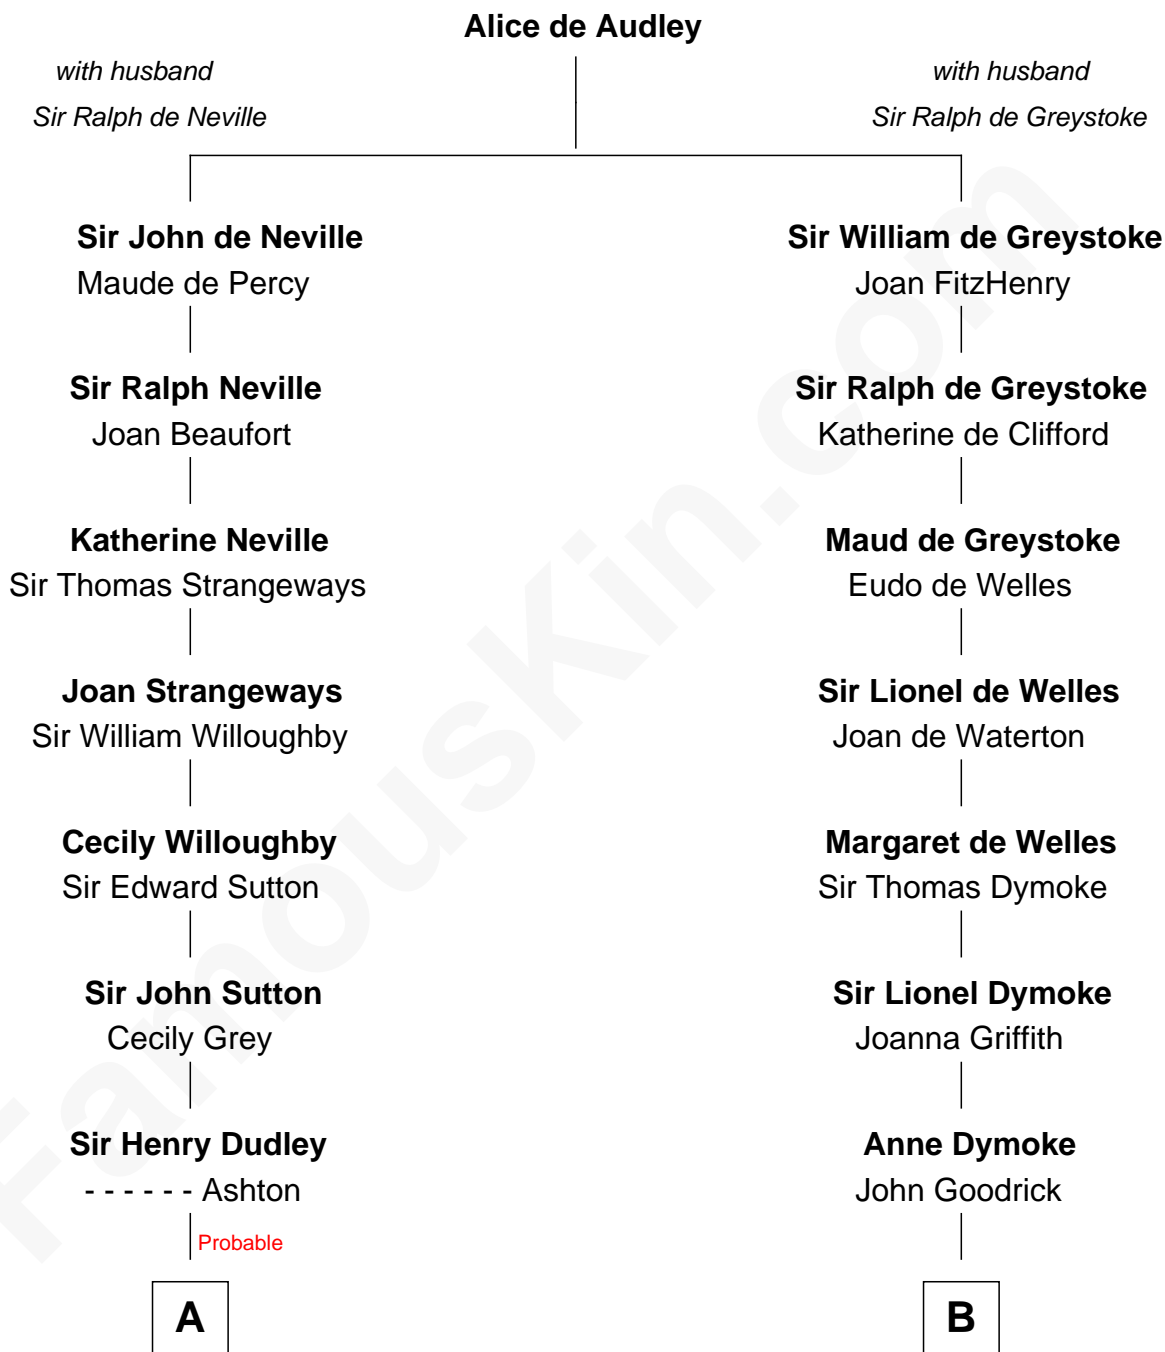 Alice de Audley
with husband
Sir Ralph de Neville
with husband
Sir Ralph de Greystoke
Sir John de Neville
Maude de Percy
Sir William de Greystoke
Joan FitzHenry
Sir Ralph Neville
Joan Beaufort
Sir Ralph de Greystoke
Katherine de Clifford
Katherine Neville
Sir Thomas Strangeways
Maud de Greystoke
Eudo de Welles
Joan Strangeways
Sir William Willoughby
Sir Lionel de Welles
Joan de Waterton
Cecily Willoughby
Sir Edward Sutton
Margaret de Welles
Sir Thomas Dymoke
Sir John Sutton
Cecily Grey
Sir Lionel Dymoke
Joanna Griffith
Sir Henry Dudley
- - - - - - Ashton
Anne Dymoke
John Goodrick
Probable
A
B
FamousKin.com